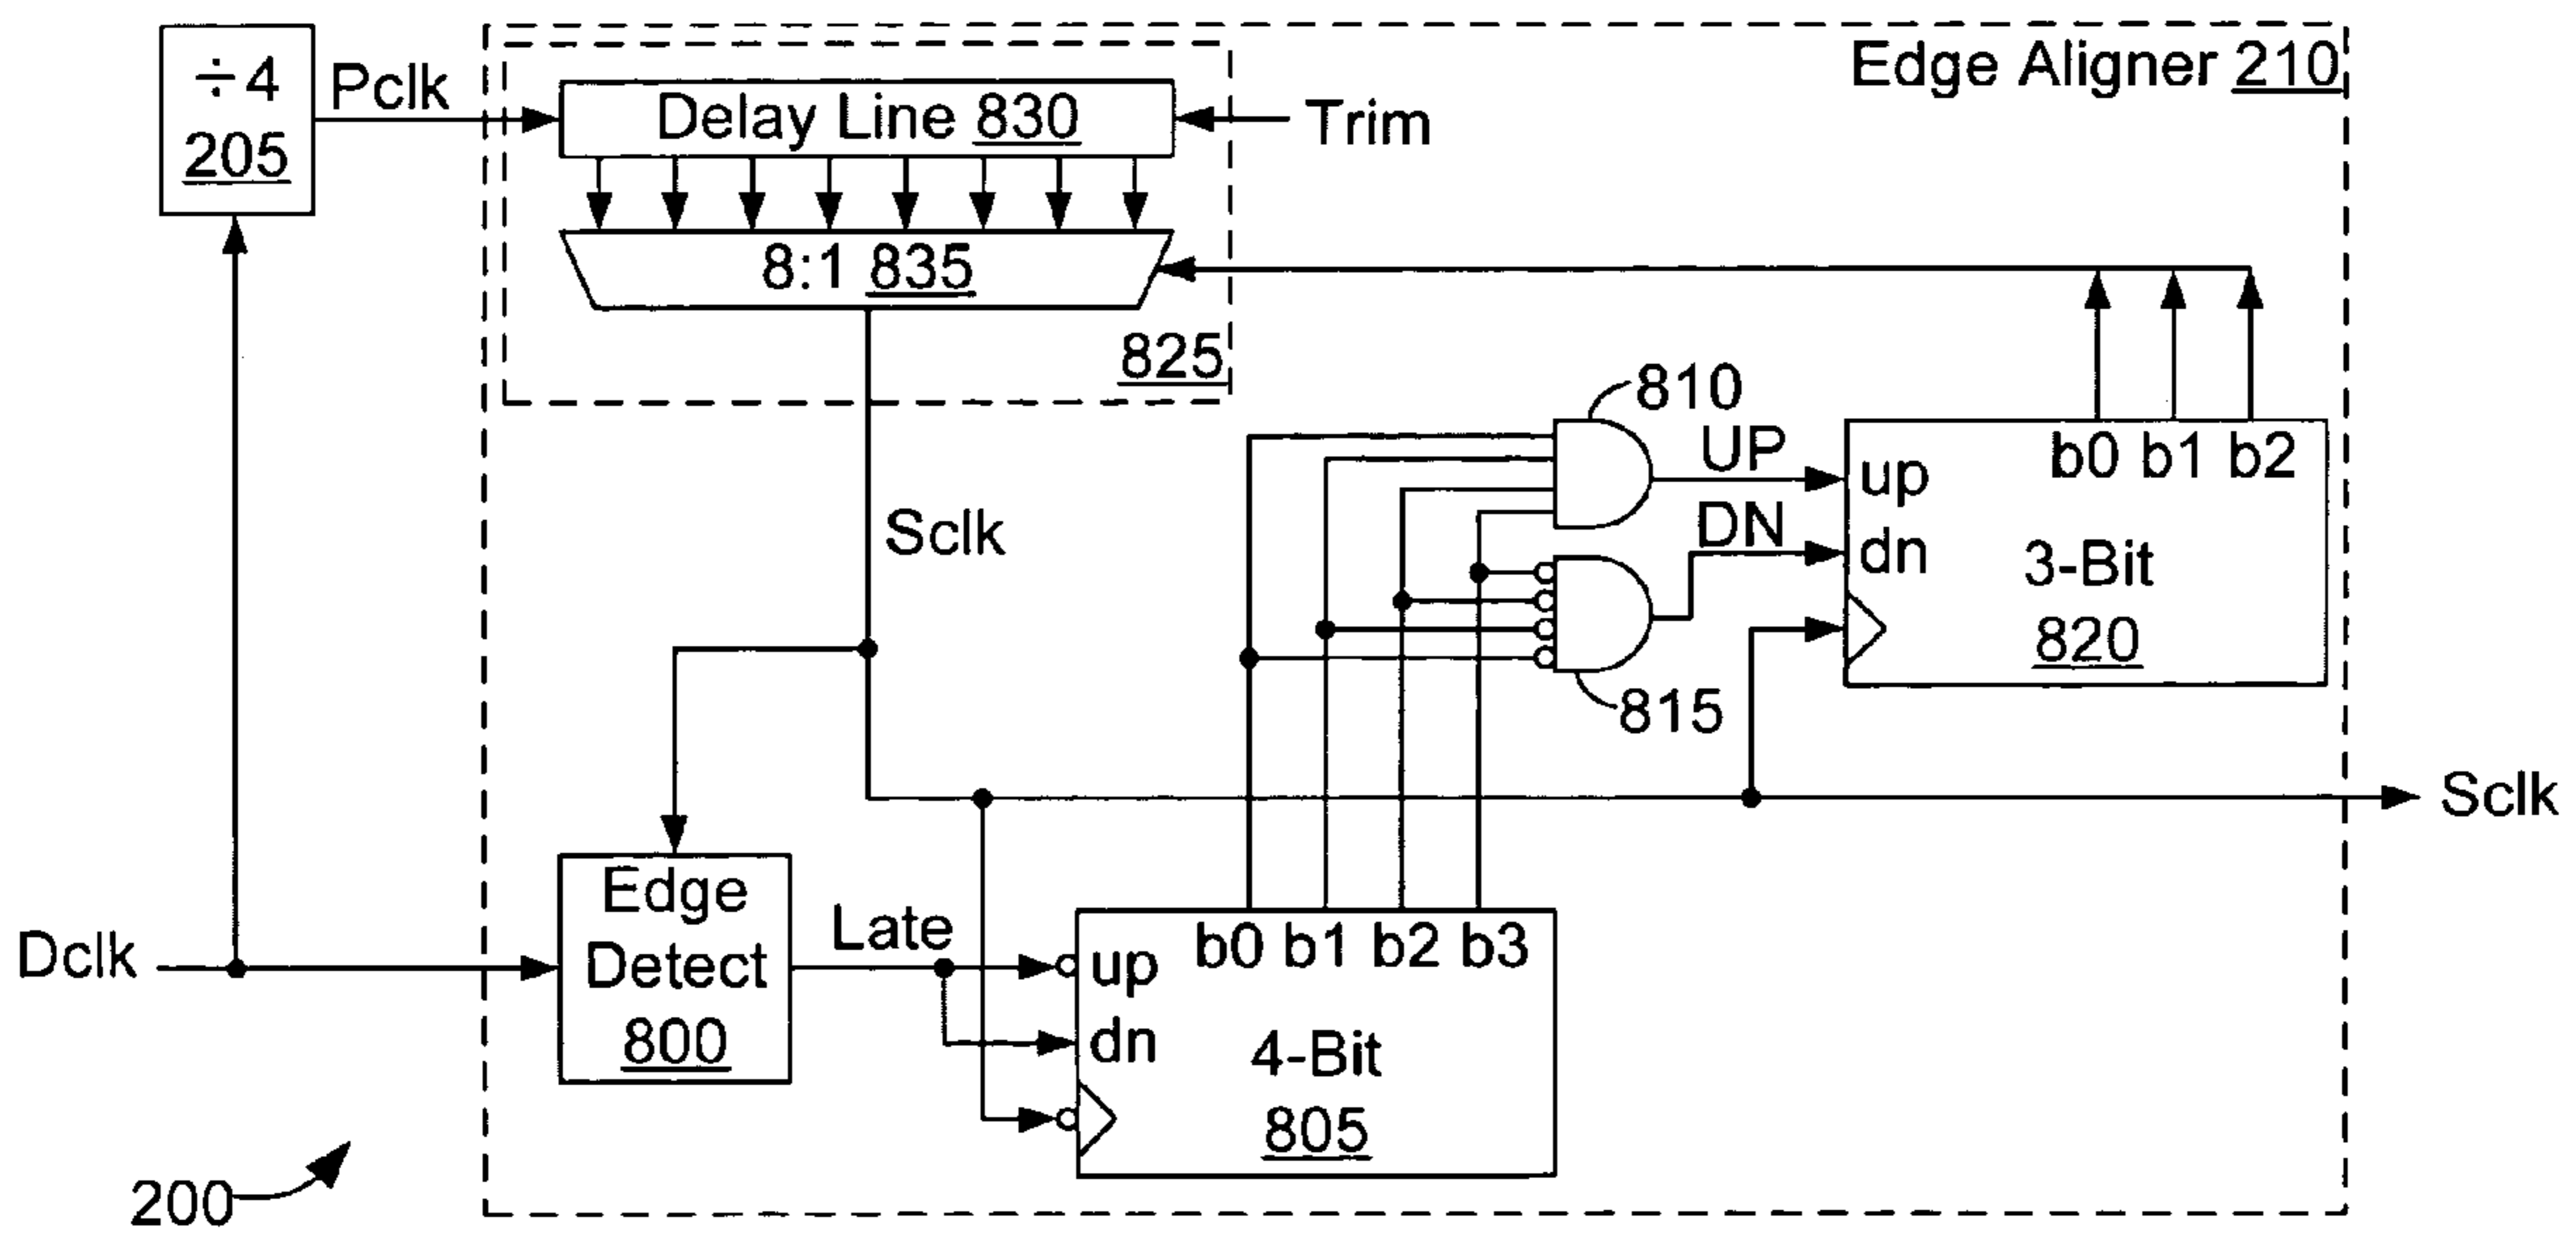 ÷4
205
Pclk
Delay Line 830
Trim
Edge Aligner 210
8:1 835
825
Sclk
810
UP
DN
815
up
dn
b0 b1 b2
3-Bit
820
Sclk
Dclk
Edge
Detect
800
Late
up
dn
b0 b1 b2 b3
4-Bit
805
200